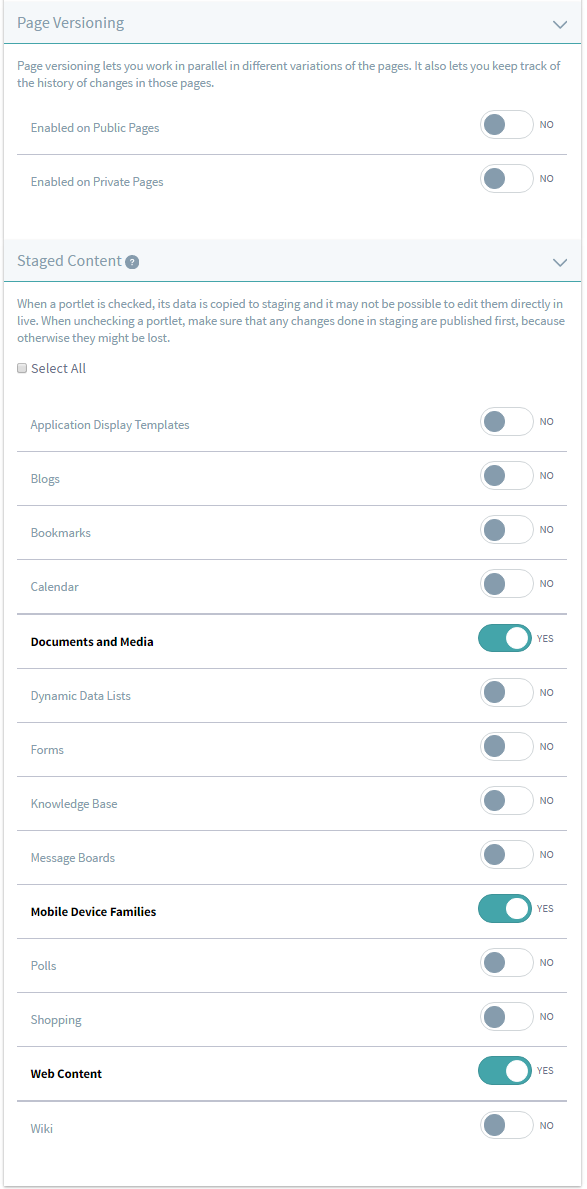 Page Versioning
Page versioning lets you work in parallel in different variations of the pages. It also lets you keep track of
the history of changes in those pages.
Enabled on Public Pages NO
Enabled on Private Pages NO
Staged Content ?
When a portlet is checked, its data is copied to staging and it may not be possible to edit them directly in
live. When unchecking a portlet, make sure that any changes done in staging are published first, because
otherwise they might be lost.
Select All
Application Display Templates NO
Blogs NO
Bookmarks NO
Calendar NO
Documents and Media YES
Dynamic Data Lists NO
Forms NO
Knowledge Base NO
Message Boards NO
Mobile Device Families YES
Polls NO
Shopping NO
Web Content YES
Wiki NO